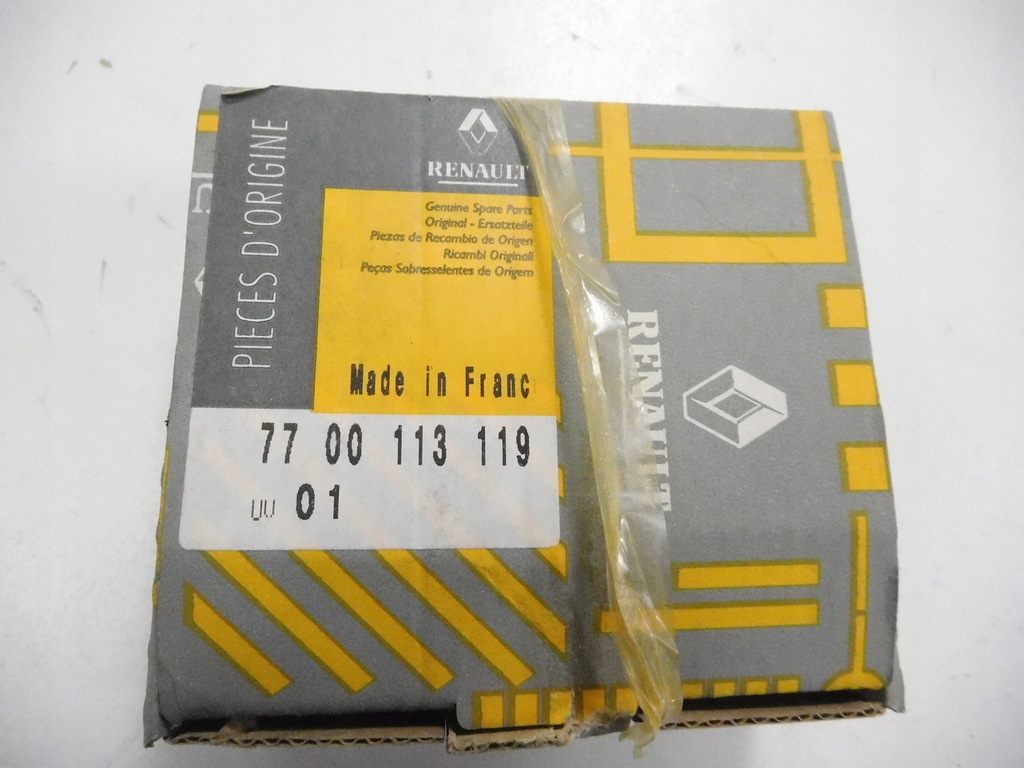 PIECES D'ORIGINE
RENAULT
Genuine Spare Parts
Original - Ersatzteile
Piezas de Recambio de Origen
Ricambi Originali
Peças Sobresselentes de Origem
Made in Franc
77 00 113 119
UV 01
RENAULT